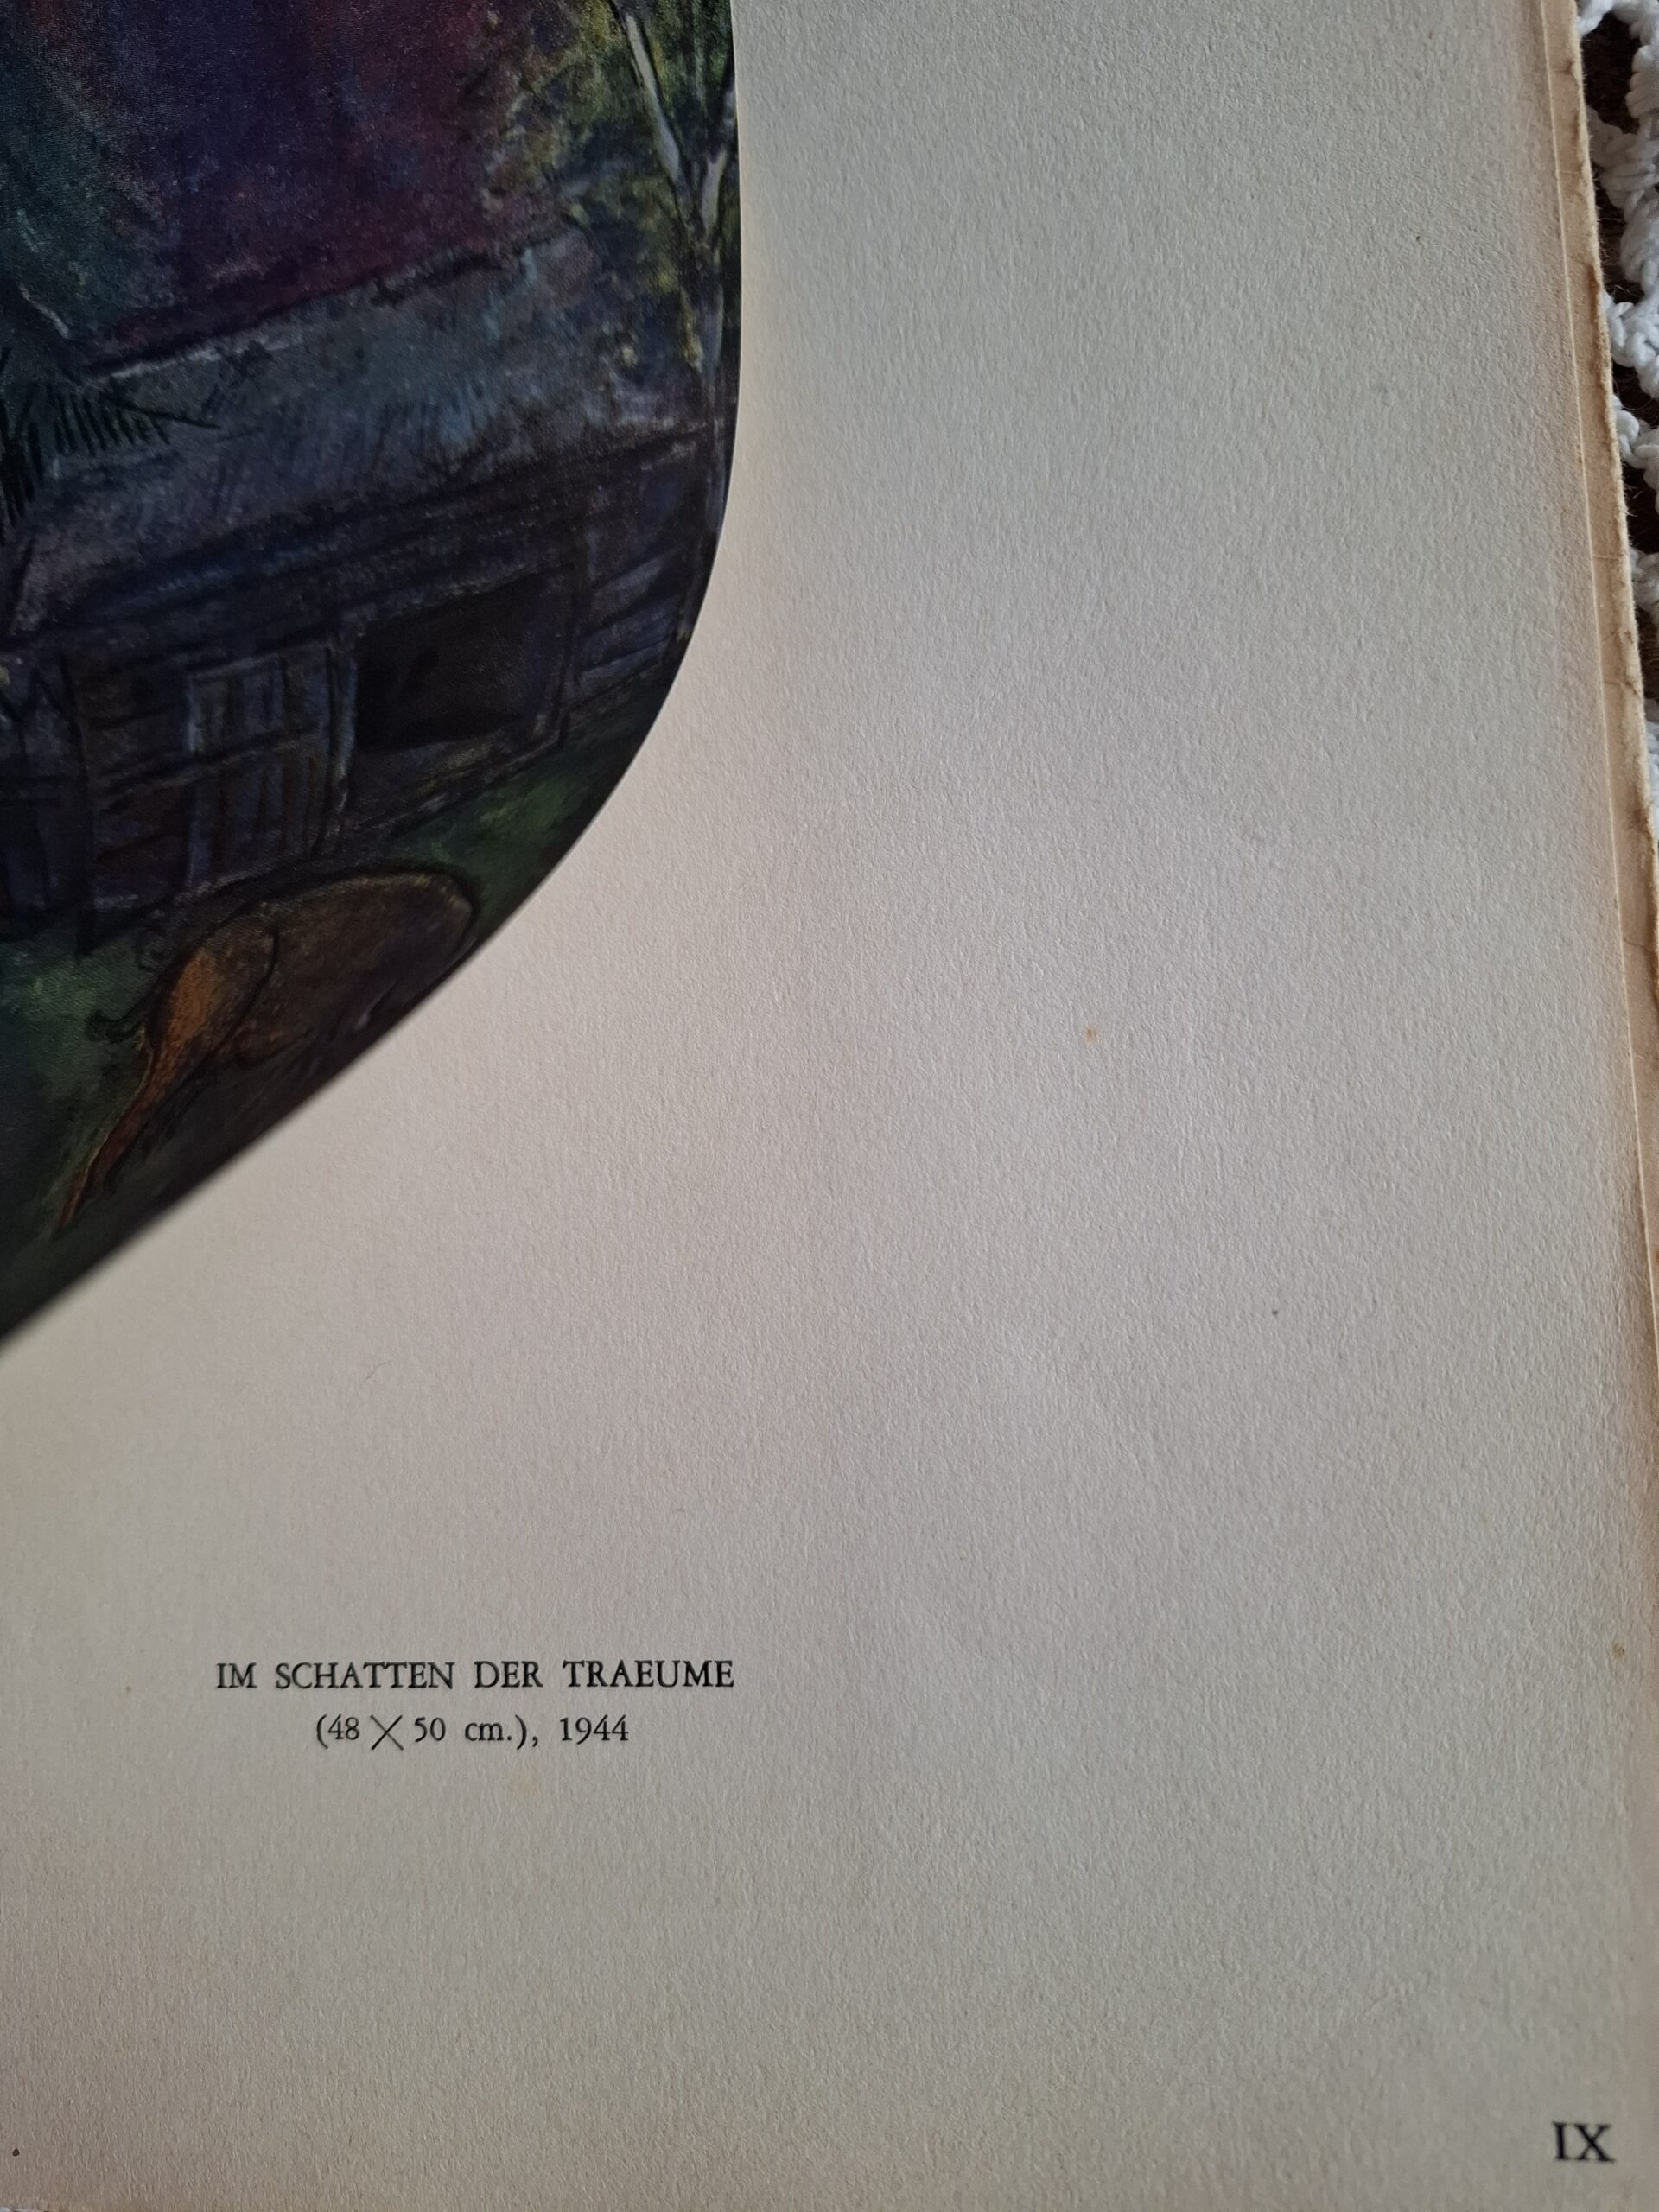 IM SCHATTEN DER TRAEUME
(48 X 50 cm.), 1944
IX